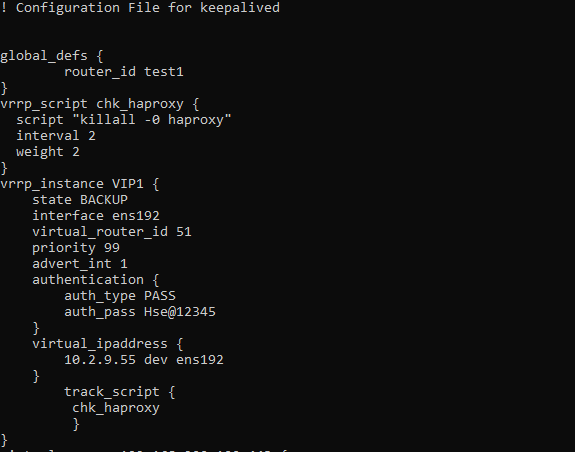 ! Configuration File for keepalived
global_defs {
router_id test1
}
vrrp_script chk_haproxy {
script "killall -0 haproxy"
interval 2
weight 2
}
vrrp_instance VIP1 {
state BACKUP
interface ens192
virtual_router_id 51
priority 99
advert_int 1
authentication {
auth_type PASS
auth_pass Hse@12345
}
virtual_ipaddress {
10.2.9.55 dev ens192
}
track_script {
chk_haproxy
}
}